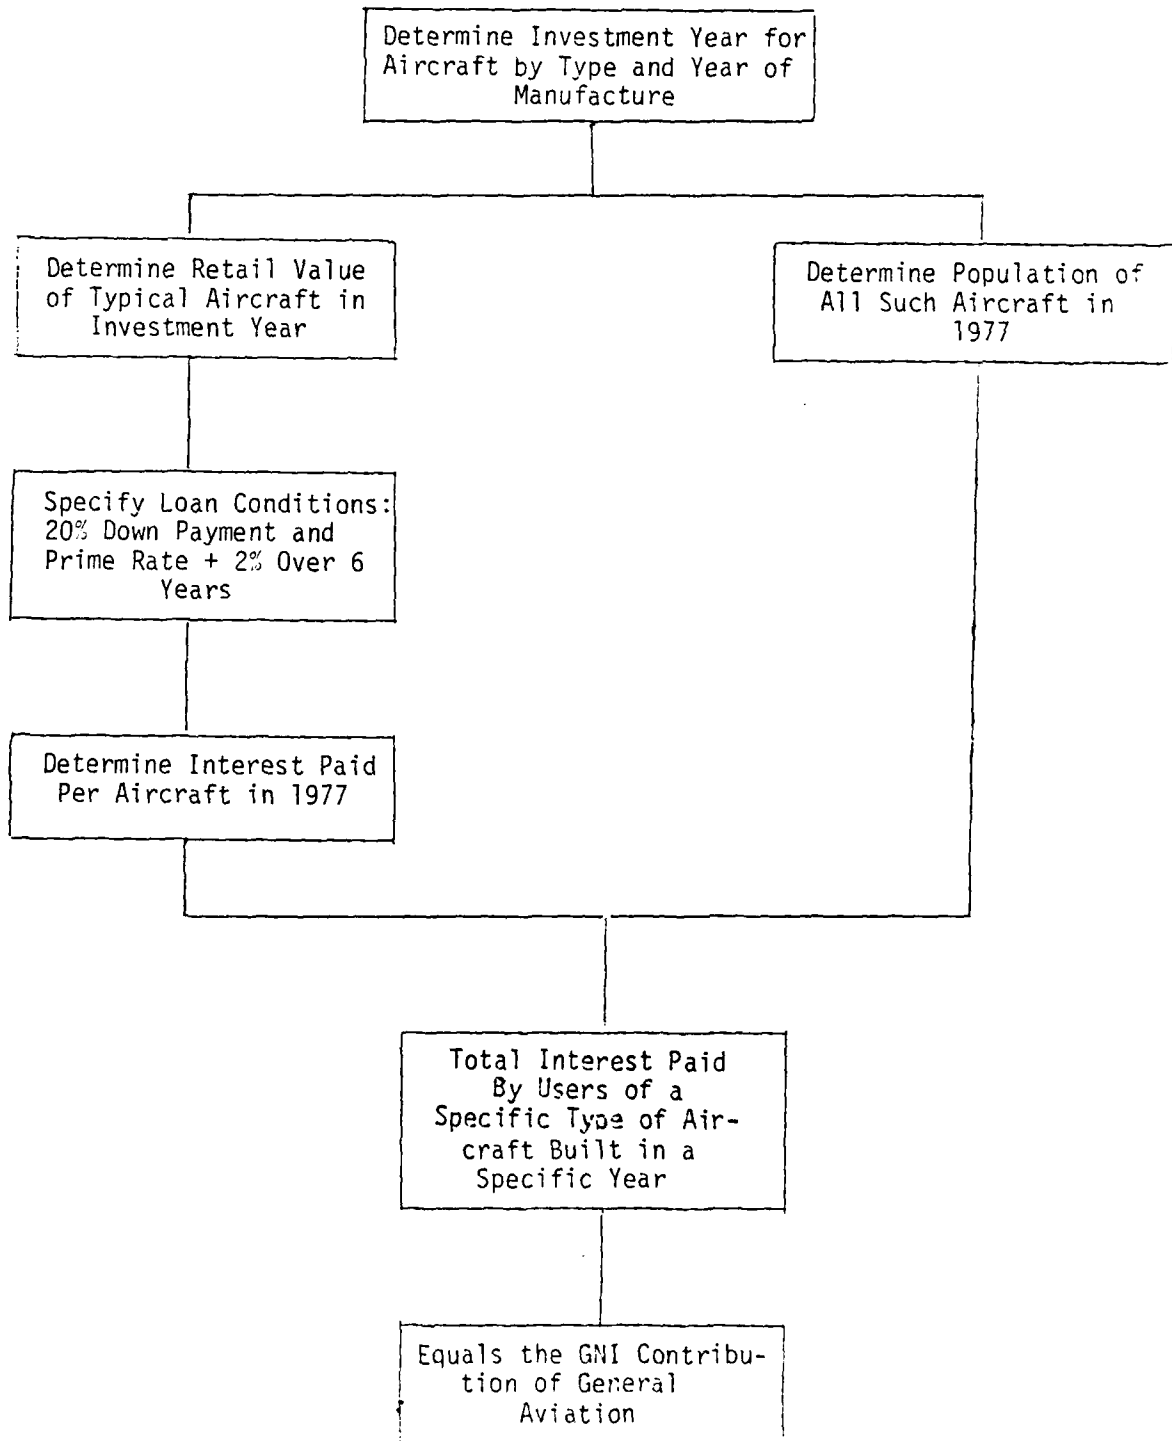 Determine Investment Year for
Aircraft by Type and Year of
Manufacture
Determine Retail Value
of Typical Aircraft in
Investment Year
Determine Population of
All Such Aircraft in
1977
Specify Loan Conditions:
20% Down Payment and
Prime Rate + 2% Over 6
Years
Determine Interest Paid
Per Aircraft in 1977
Total Interest Paid
By Users of a
Specific Type of Air-
craft Built in a
Specific Year
Equals the GNI Contribu-
tion of General
Aviation